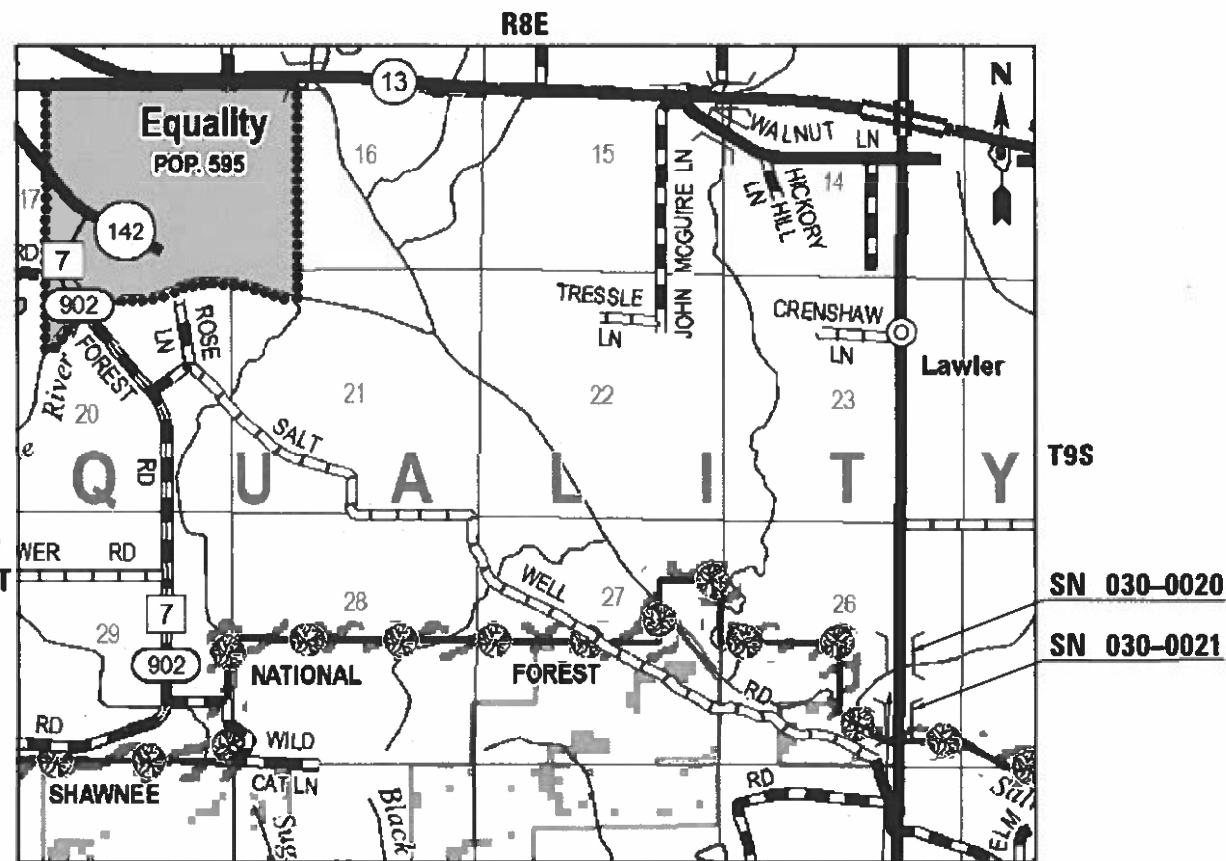 R8E
N
13
Equality
POP. 595
WALNUT
LN
16
15
14
17
HICKORY
HILL
LN
JOHN MCGUIRE LN
142
RD
7
902
TRESSLE
LN
CRENSHAW
LN
Lawler
ROSE
LN
FOREST
River
20
21
22
23
SALT
RD
Q U A L I T Y
T9S
WER RD
WELL
28
27
26
SN 030-0020
29
7
SN 030-0021
902
NATIONAL
FOREST
RD
RD
WILD
CAT LN
RD
SHAWNEE
Black
ELM